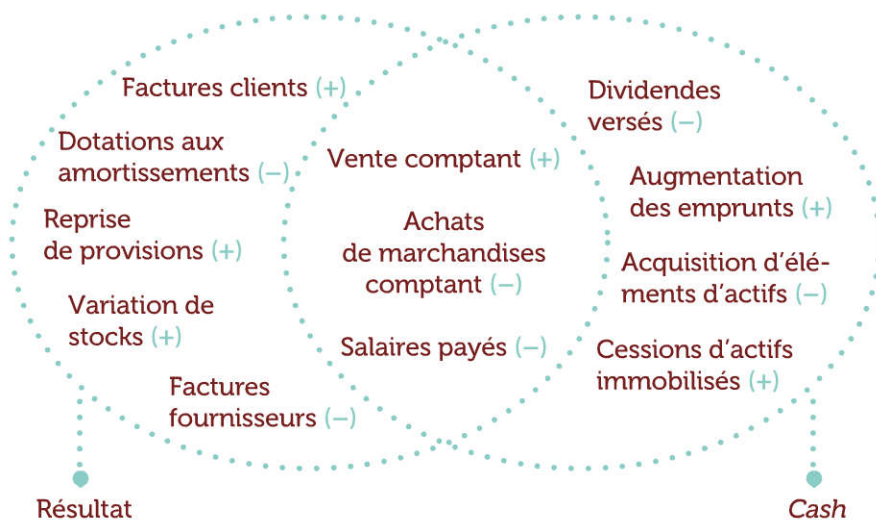 Factures clients (+)
Dotations aux
amortissements (−)
Reprise
de provisions (+)
Variation de
stocks (+)
Factures
fournisseurs (−)
Vente comptant (+)
Achats
de marchandises
comptant (−)
Salaires payés (−)
Dividendes
versés (−)
Augmentation
des emprunts (+)
Acquisition d’élé-
ments d’actifs (−)
Cessions d’actifs
immobilisés (+)
Résultat
Cash